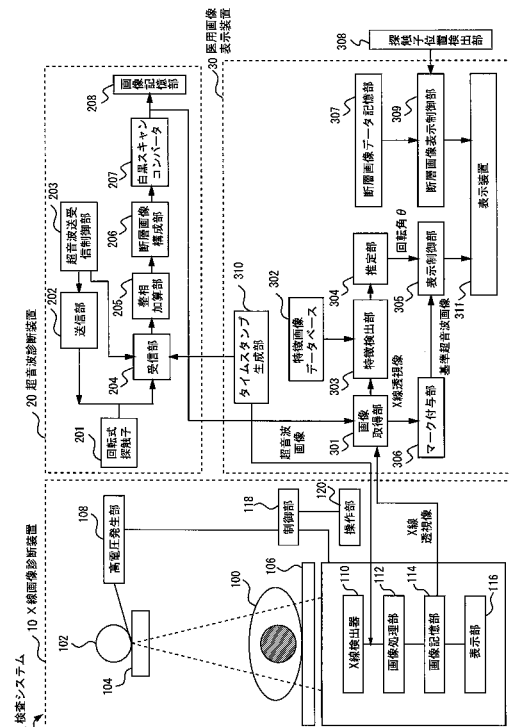 検査システム
10 X線画像診断装置
102
104
108
高電圧発生部
100
106
118
制御部
120
操作部
110
X線検出器
112
画像処理部
114
画像記憶部
116
表示部
X線
透視像
20 超音波診断装置
201
回転式
探触子
202
送信部
203
超音波送受
信制御部
204
受信部
205
整相
加算部
206
断層画像
構成部
207
白黒スキャン
コンバータ
208
画像記憶部
30
医用画像
表示装置
310
タイムスタンプ
生成部
超音波
画像
301
画像
取得部
302
特徴画像
データベース
303
特徴検出部
X線透視像
304
推定部
回転角θ
305
表示制御部
306
マーク付与部
基準超音波画像
307
断層画像データ記憶部
308
探触子位置検出部
309
断層画像表示制御部
311
表示装置